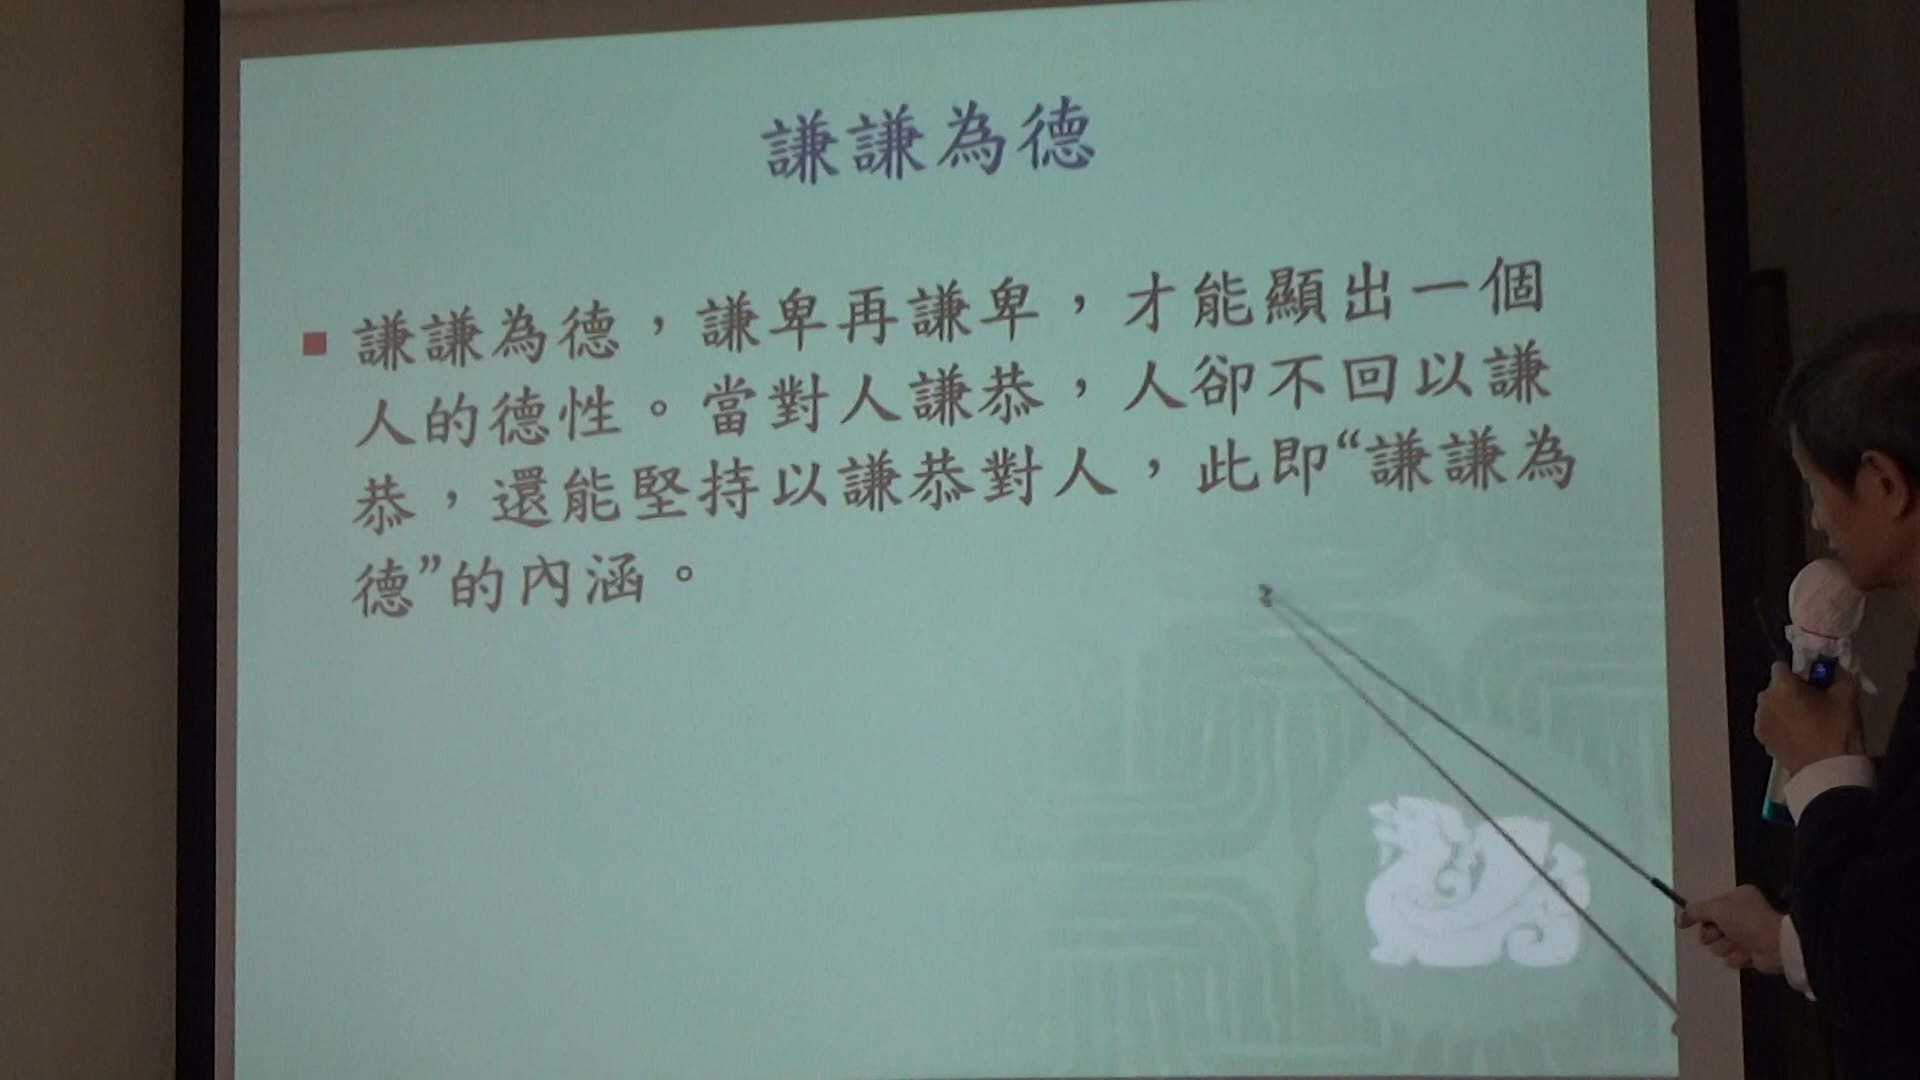 謙謙為德
謙謙為德，謙卑再謙卑，才能顯出一個
人的德性。當對人謙恭，人卻不回以謙
恭，還能堅持以謙恭對人，此即“謙謙為
德”的內涵。